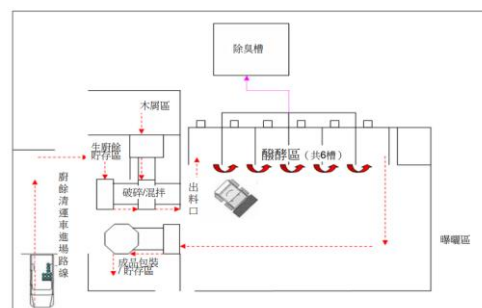 除臭槽
木屑區
生廚餘
貯存區
醱酵區（共6槽）
破碎/混拌
出料口
廚餘清運車進場路線
曝曬區
成品包裝
/貯存區